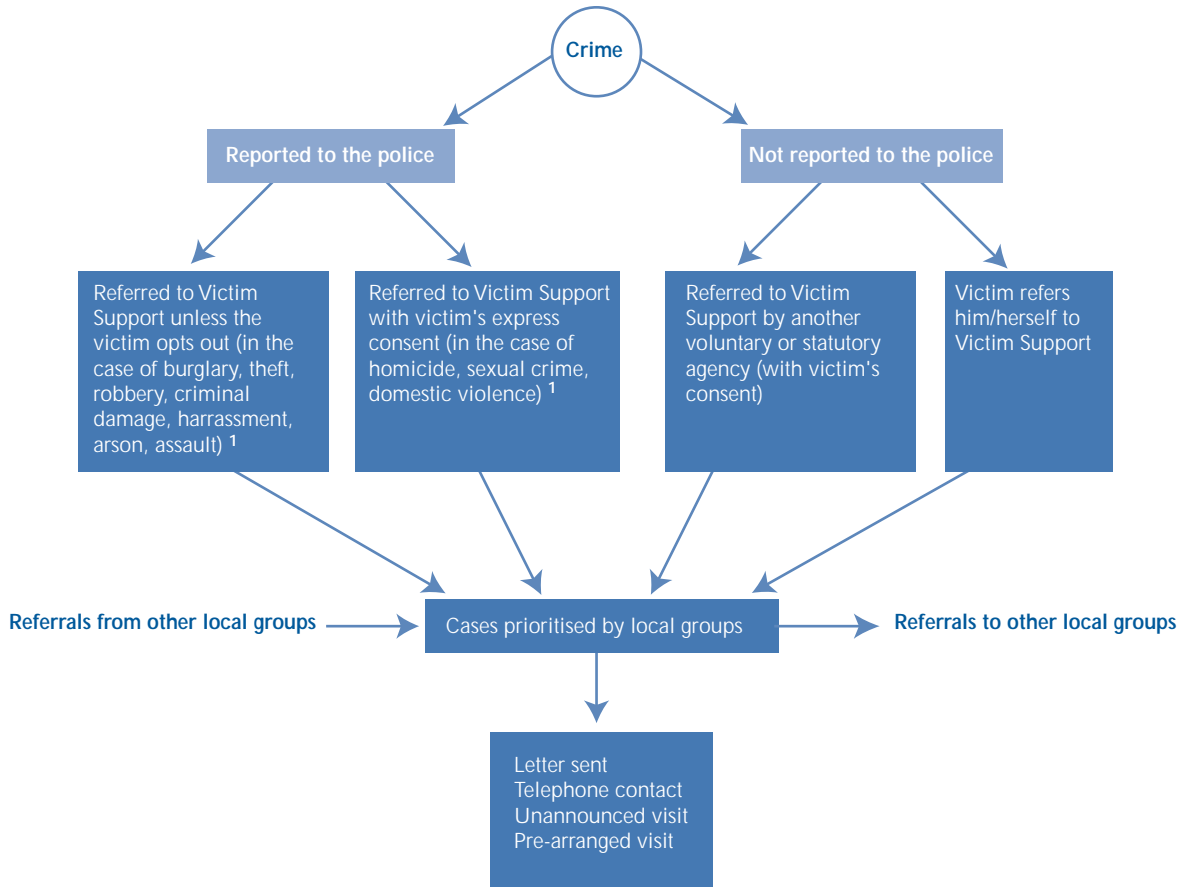 Crime
Reported to the police
Not reported to the police
Referred to Victim
Support unless the
victim opts out (in the
case of burglary, theft,
robbery, criminal
damage, harrassment,
arson, assault) 1
Referred to Victim Support
with victim's express
consent (in the case of
homicide, sexual crime,
domestic violence) 1
Referred to Victim
Support by another
voluntary or statutory
agency (with victim's
consent)
Victim refers
him/herself to
Victim Support
Referrals from other local groups
Cases prioritised by local groups
Referrals to other local groups
Letter sent
Telephone contact
Unannounced visit
Pre-arranged visit